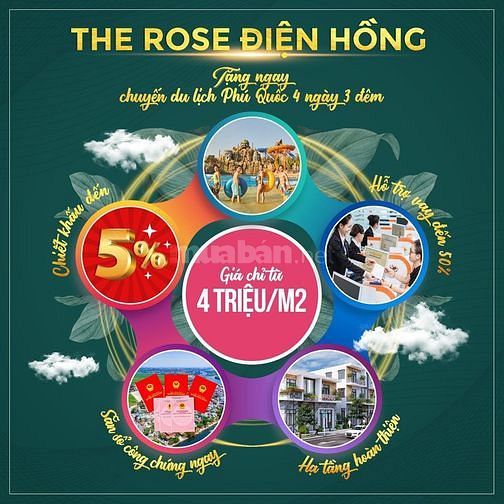 THE ROSE ĐIỆN HỒNG
Tặng ngay
chuyến du lịch Phú Quốc 4 ngày 3 đêm
Chiết khấu đến
5%
Hỗ trợ vay đến 50%
muaban.net
Giá chỉ từ
4 TRIỆU/M2
Sẵn sổ công chứng ngay
Hạ tầng hoàn thiện